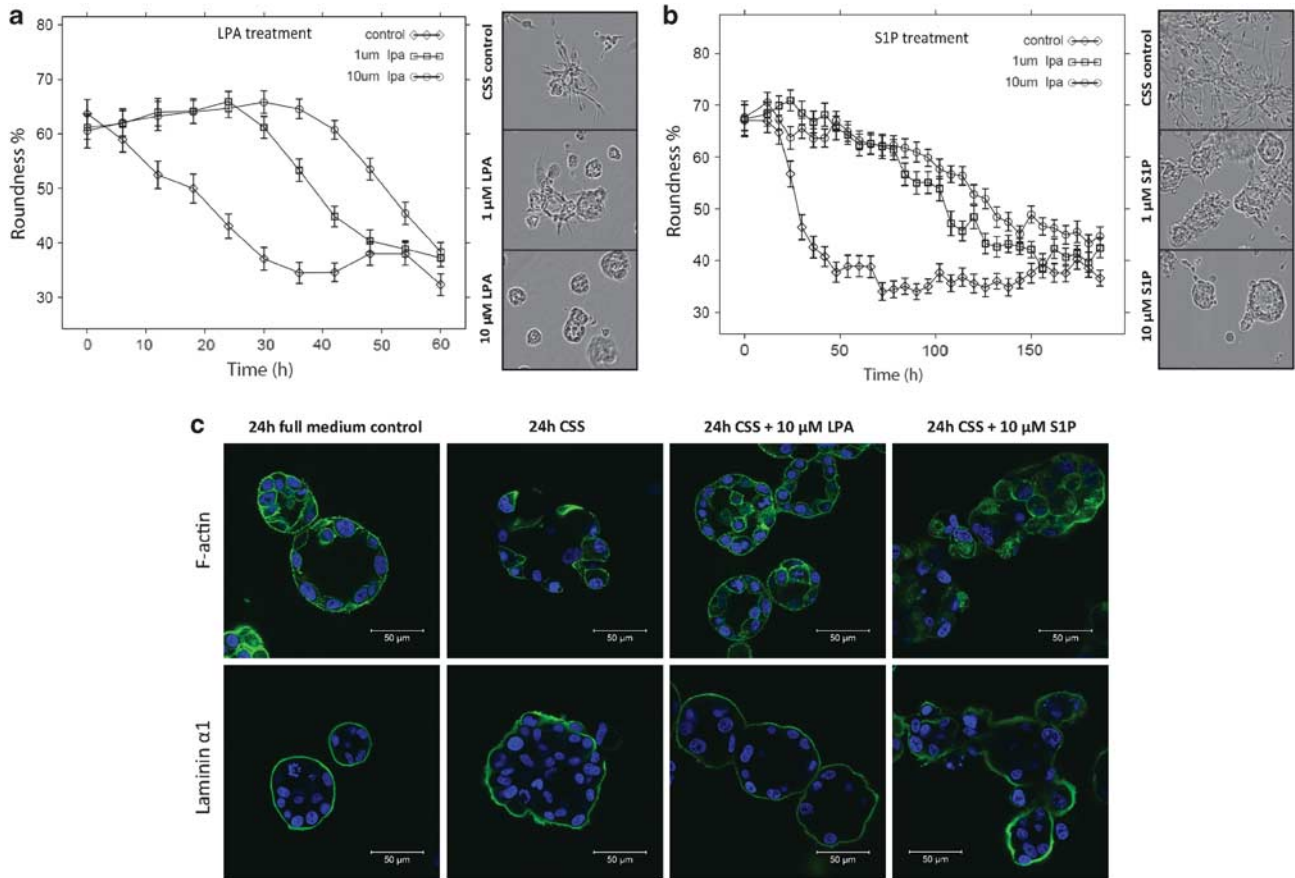 a
LPA treatment
control
1um lpa
10um lpa
80
70
60
50
40
30
Roundness %
0 10 20 30 40 50 60
Time (h)
CSS control
1 µM LPA
10 µM LPA
b
S1P treatment
control
1um lpa
10um lpa
80
70
60
50
40
30
Roundness %
0 50 100 150
Time (h)
CSS control
1 µM S1P
10 µM S1P
c
24h full medium control 24h CSS 24h CSS + 10 µM LPA 24h CSS + 10 µM S1P
F-actin
50 µm 50 µm 50 µm 50 µm
Laminin α1
50 µm 50 µm 50 µm 50 µm